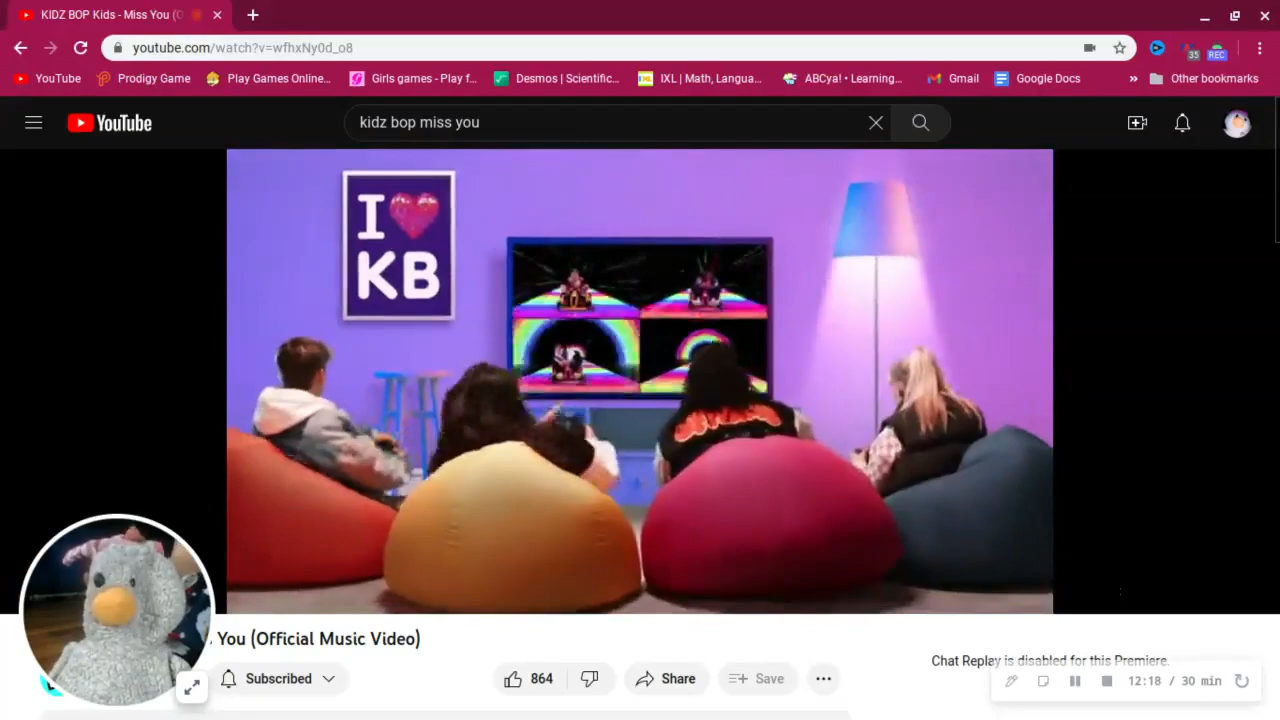 KIDZ BOP Kids - Miss You (O
youtube.com/watch?v=wfhxNy0d_o8
35
REC
YouTube
Prodigy Game
Play Games Online...
Girls games - Play f...
Desmos | Scientific...
IXL | Math, Langua...
ABCya! • Learning...
Gmail
Google Docs
»
Other bookmarks
YouTube
kidz bop miss you
I
KB
You (Official Music Video)
Subscribed
864
Share
Save
Chat Replay is disabled for this Premiere.
12:18 / 30 min